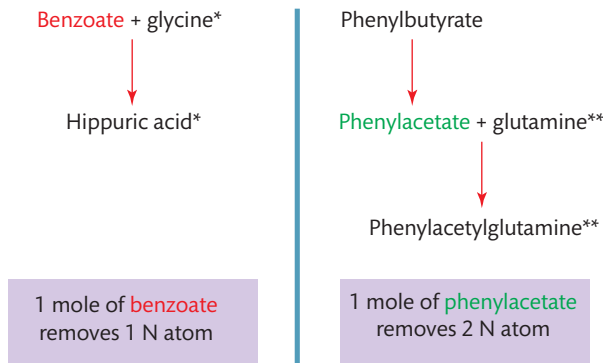 Benzoate + glycine*
Hippuric acid*
1 mole of benzoate
removes 1 N atom
Phenylbutyrate
Phenylacetate + glutamine**
Phenylacetylglutamine**
1 mole of phenylacetate
removes 2 N atom